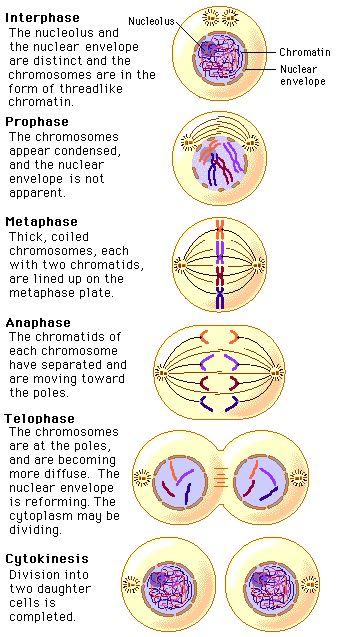 Interphase
The nucleolus and
the nuclear envelope
are distinct and the
chromosomes are in the
form of threadlike
chromatin.
Nucleolus
Chromatin
Nuclear
envelope
Prophase
The chromosomes
appear condensed,
and the nuclear
envelope is not
apparent.
Metaphase
Thick, coiled
chromosomes, each
with two chromatids,
are lined up on the
metaphase plate.
Anaphase
The chromatids of
each chromosome
have separated and
are moving toward
the poles.
Telophase
The chromosomes
are at the poles,
and are becoming
more diffuse. The
nuclear envelope
is reforming. The
cytoplasm may be
dividing.
Cytokinesis
Division into
two daughter
cells is
completed.